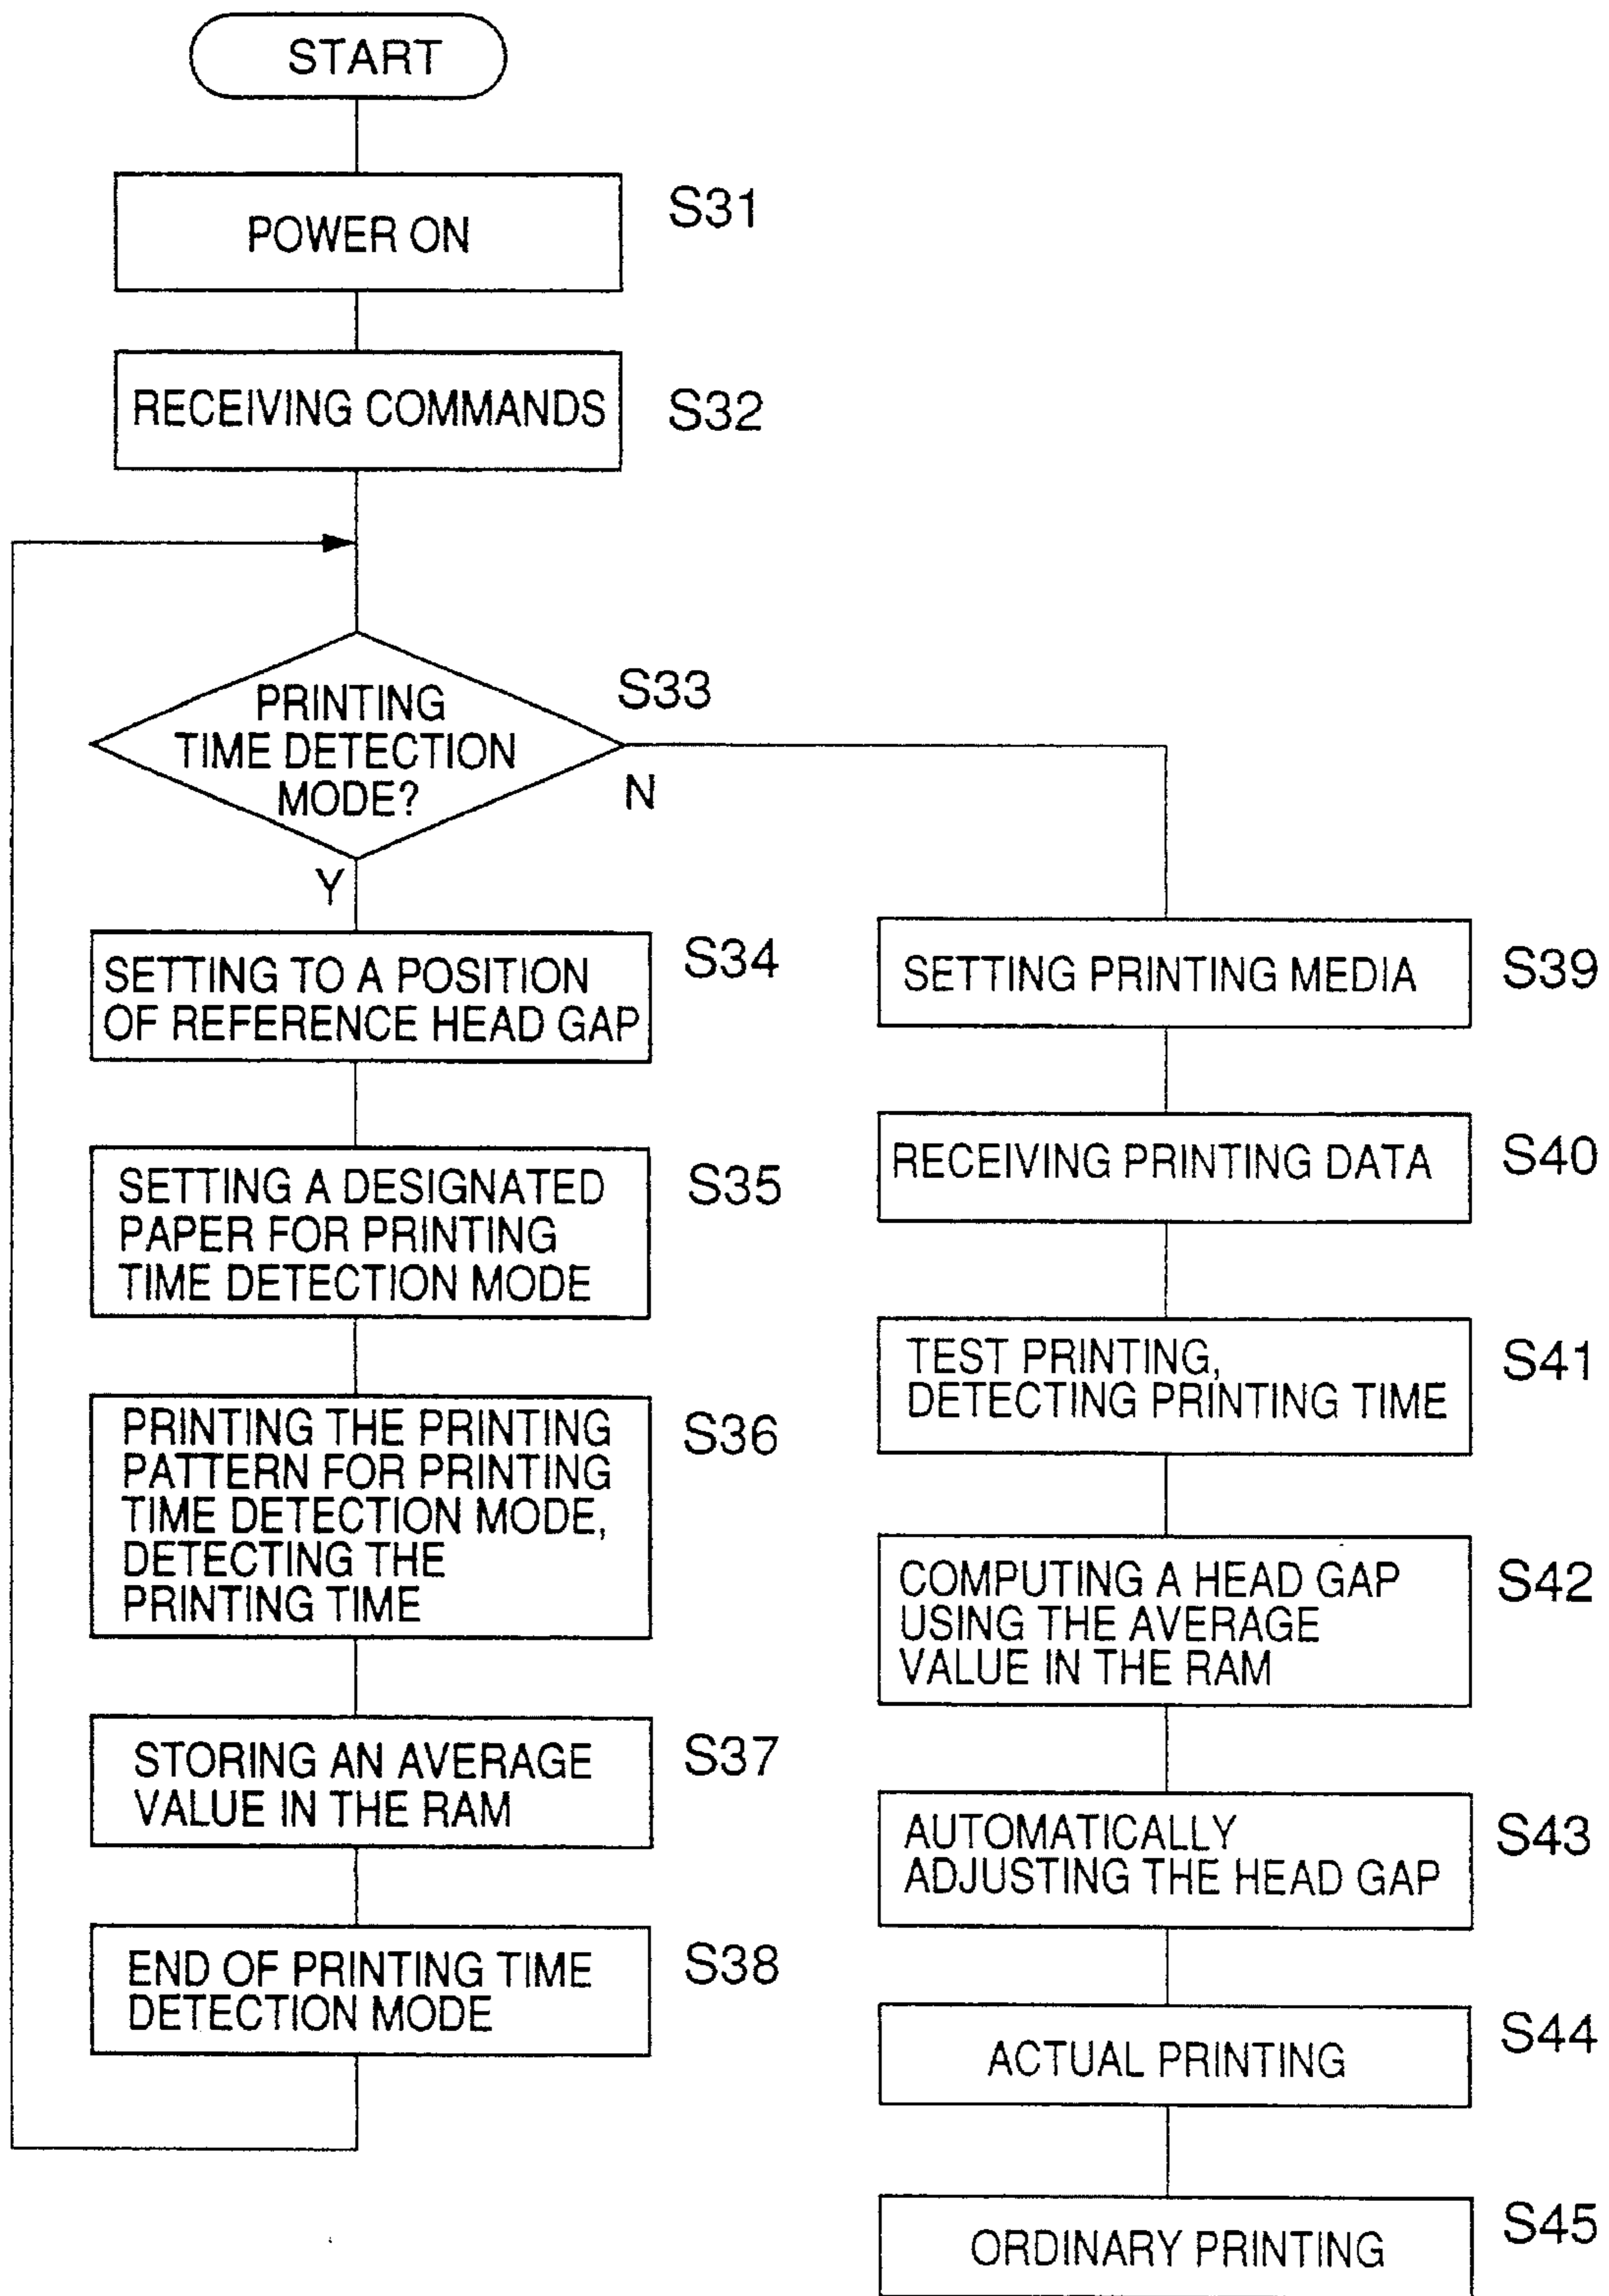 START
POWER ON
S31
RECEIVING COMMANDS
S32
PRINTING
TIME DETECTION
MODE?
S33
N
Y
SETTING TO A POSITION
OF REFERENCE HEAD GAP
S34
SETTING A DESIGNATED
PAPER FOR PRINTING
TIME DETECTION MODE
S35
PRINTING THE PRINTING
PATTERN FOR PRINTING
TIME DETECTION MODE,
DETECTING THE
PRINTING TIME
S36
STORING AN AVERAGE
VALUE IN THE RAM
S37
END OF PRINTING TIME
DETECTION MODE
S38
SETTING PRINTING MEDIA
S39
RECEIVING PRINTING DATA
S40
TEST PRINTING,
DETECTING PRINTING TIME
S41
COMPUTING A HEAD GAP
USING THE AVERAGE
VALUE IN THE RAM
S42
AUTOMATICALLY
ADJUSTING THE HEAD GAP
S43
ACTUAL PRINTING
S44
ORDINARY PRINTING
S45